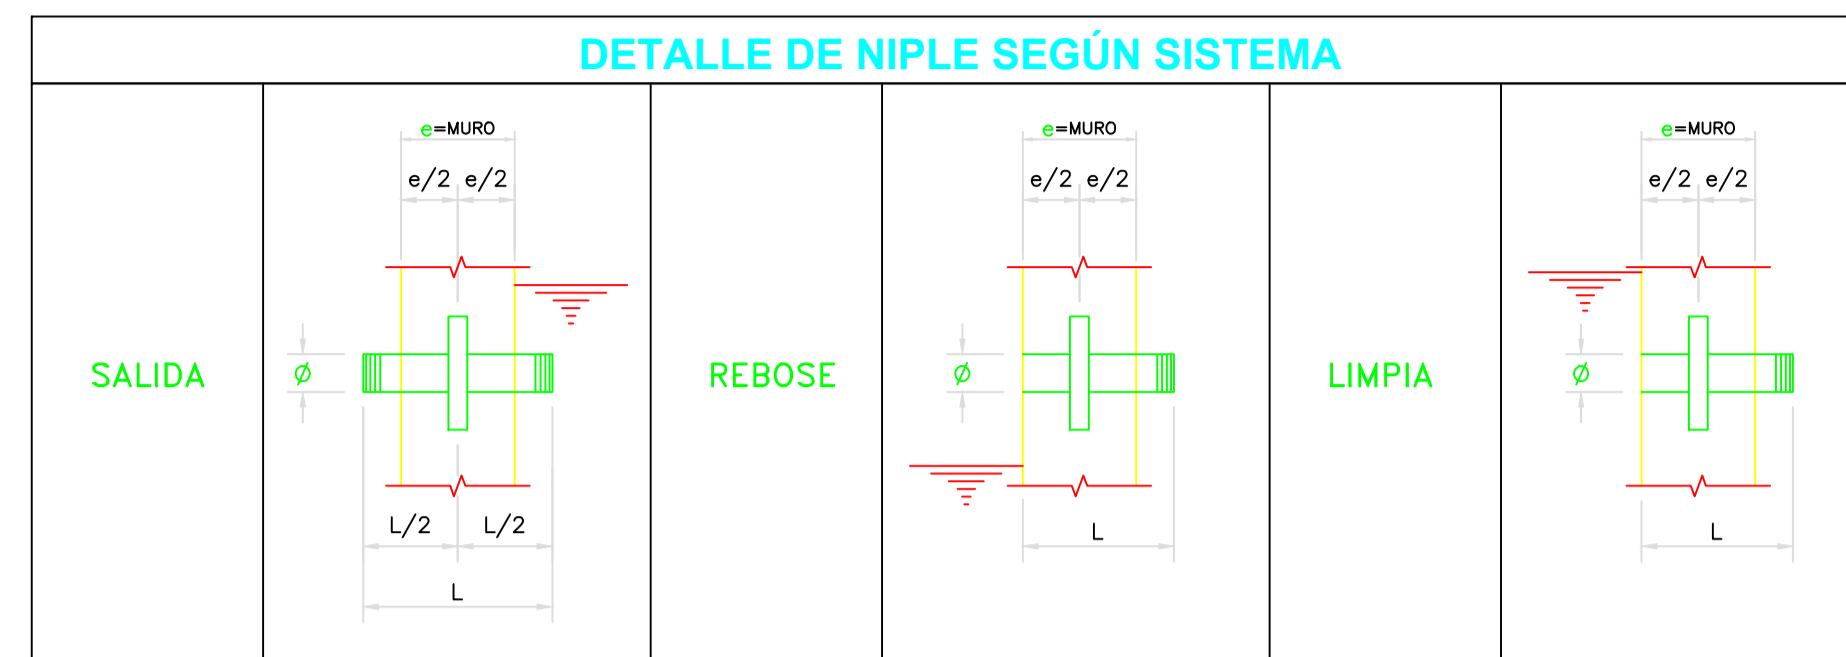 DETALLE DE NIPLE SEGÚN SISTEMA
SALIDA
e=MURO
e/2 e/2
Ø
L/2 L/2
L
REBOSE
e=MURO
e/2 e/2
Ø
L
LIMPIA
e=MURO
e/2 e/2
Ø
L